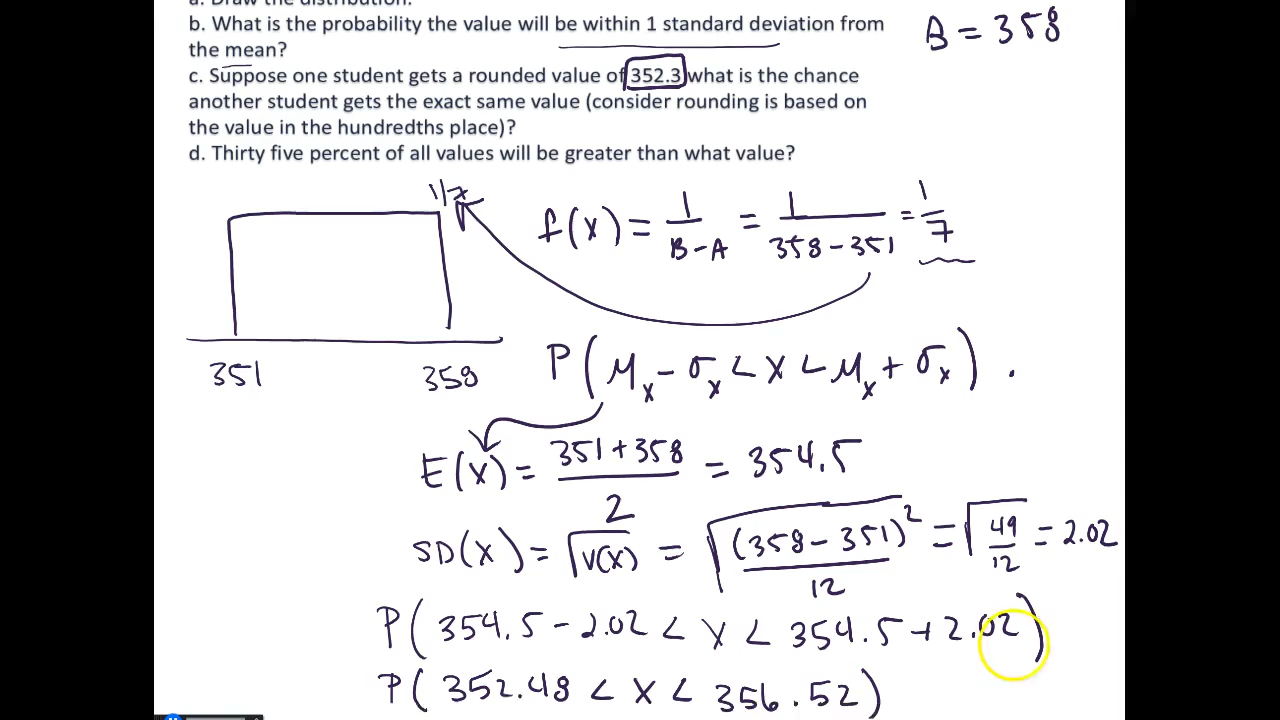 a. Draw the distribution.
b. What is the probability the value will be within 1 standard deviation from
the mean?
c. Suppose one student gets a rounded value of 352.3 what is the chance
another student gets the exact same value (consider rounding is based on
the value in the hundredths place)?
d. Thirty five percent of all values will be greater than what value?
B = 358
1/7
f(x) = 1/(B-A) = 1/(358-351) = 1/7
351 358
P(μx - σx < x < μx + σx).
E(x) = (351+358)/2 = 354.5
SD(x) = √V(x) = √((358-351)²/12) = √(49/12) = 2.02
P(354.5 - 2.02 < x < 354.5 + 2.02)
P(352.48 < x < 356.52)